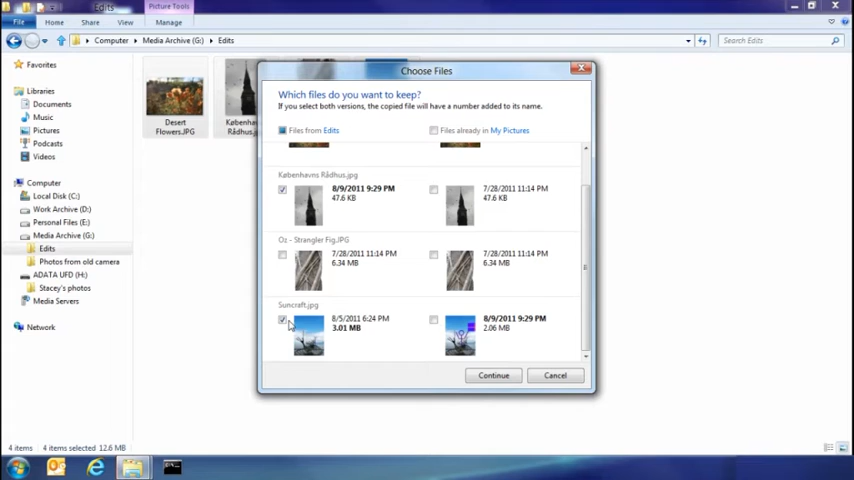 Edits
Picture Tools
File
Home
Share
View
Manage
Computer
Media Archive (G:)
Edits
Search Edits
Favorites
Libraries
Documents
Music
Pictures
Podcasts
Videos
Computer
Local Disk (C:)
Work Archive (D:)
Personal Files (E:)
Media Archive (G:)
Edits
Photos from old camera
ADATA UFD (H:)
Stacey's photos
Media Servers
Network
Desert
Flowers.JPG
Københavns
Rådhus.jpg
Choose Files
Which files do you want to keep?
If you select both versions, the copied file will have a number added to its name.
Files from Edits
Files already in My Pictures
Københavns Rådhus.jpg
8/9/2011 9:29 PM
47.6 KB
7/28/2011 11:14 PM
47.6 KB
Oz - Strangler Fig.JPG
7/28/2011 11:14 PM
6.34 MB
7/28/2011 11:14 PM
6.34 MB
Suncraft.jpg
8/5/2011 6:24 PM
3.01 MB
8/9/2011 9:29 PM
2.06 MB
Continue
Cancel
4 items
4 items selected 12.6 MB